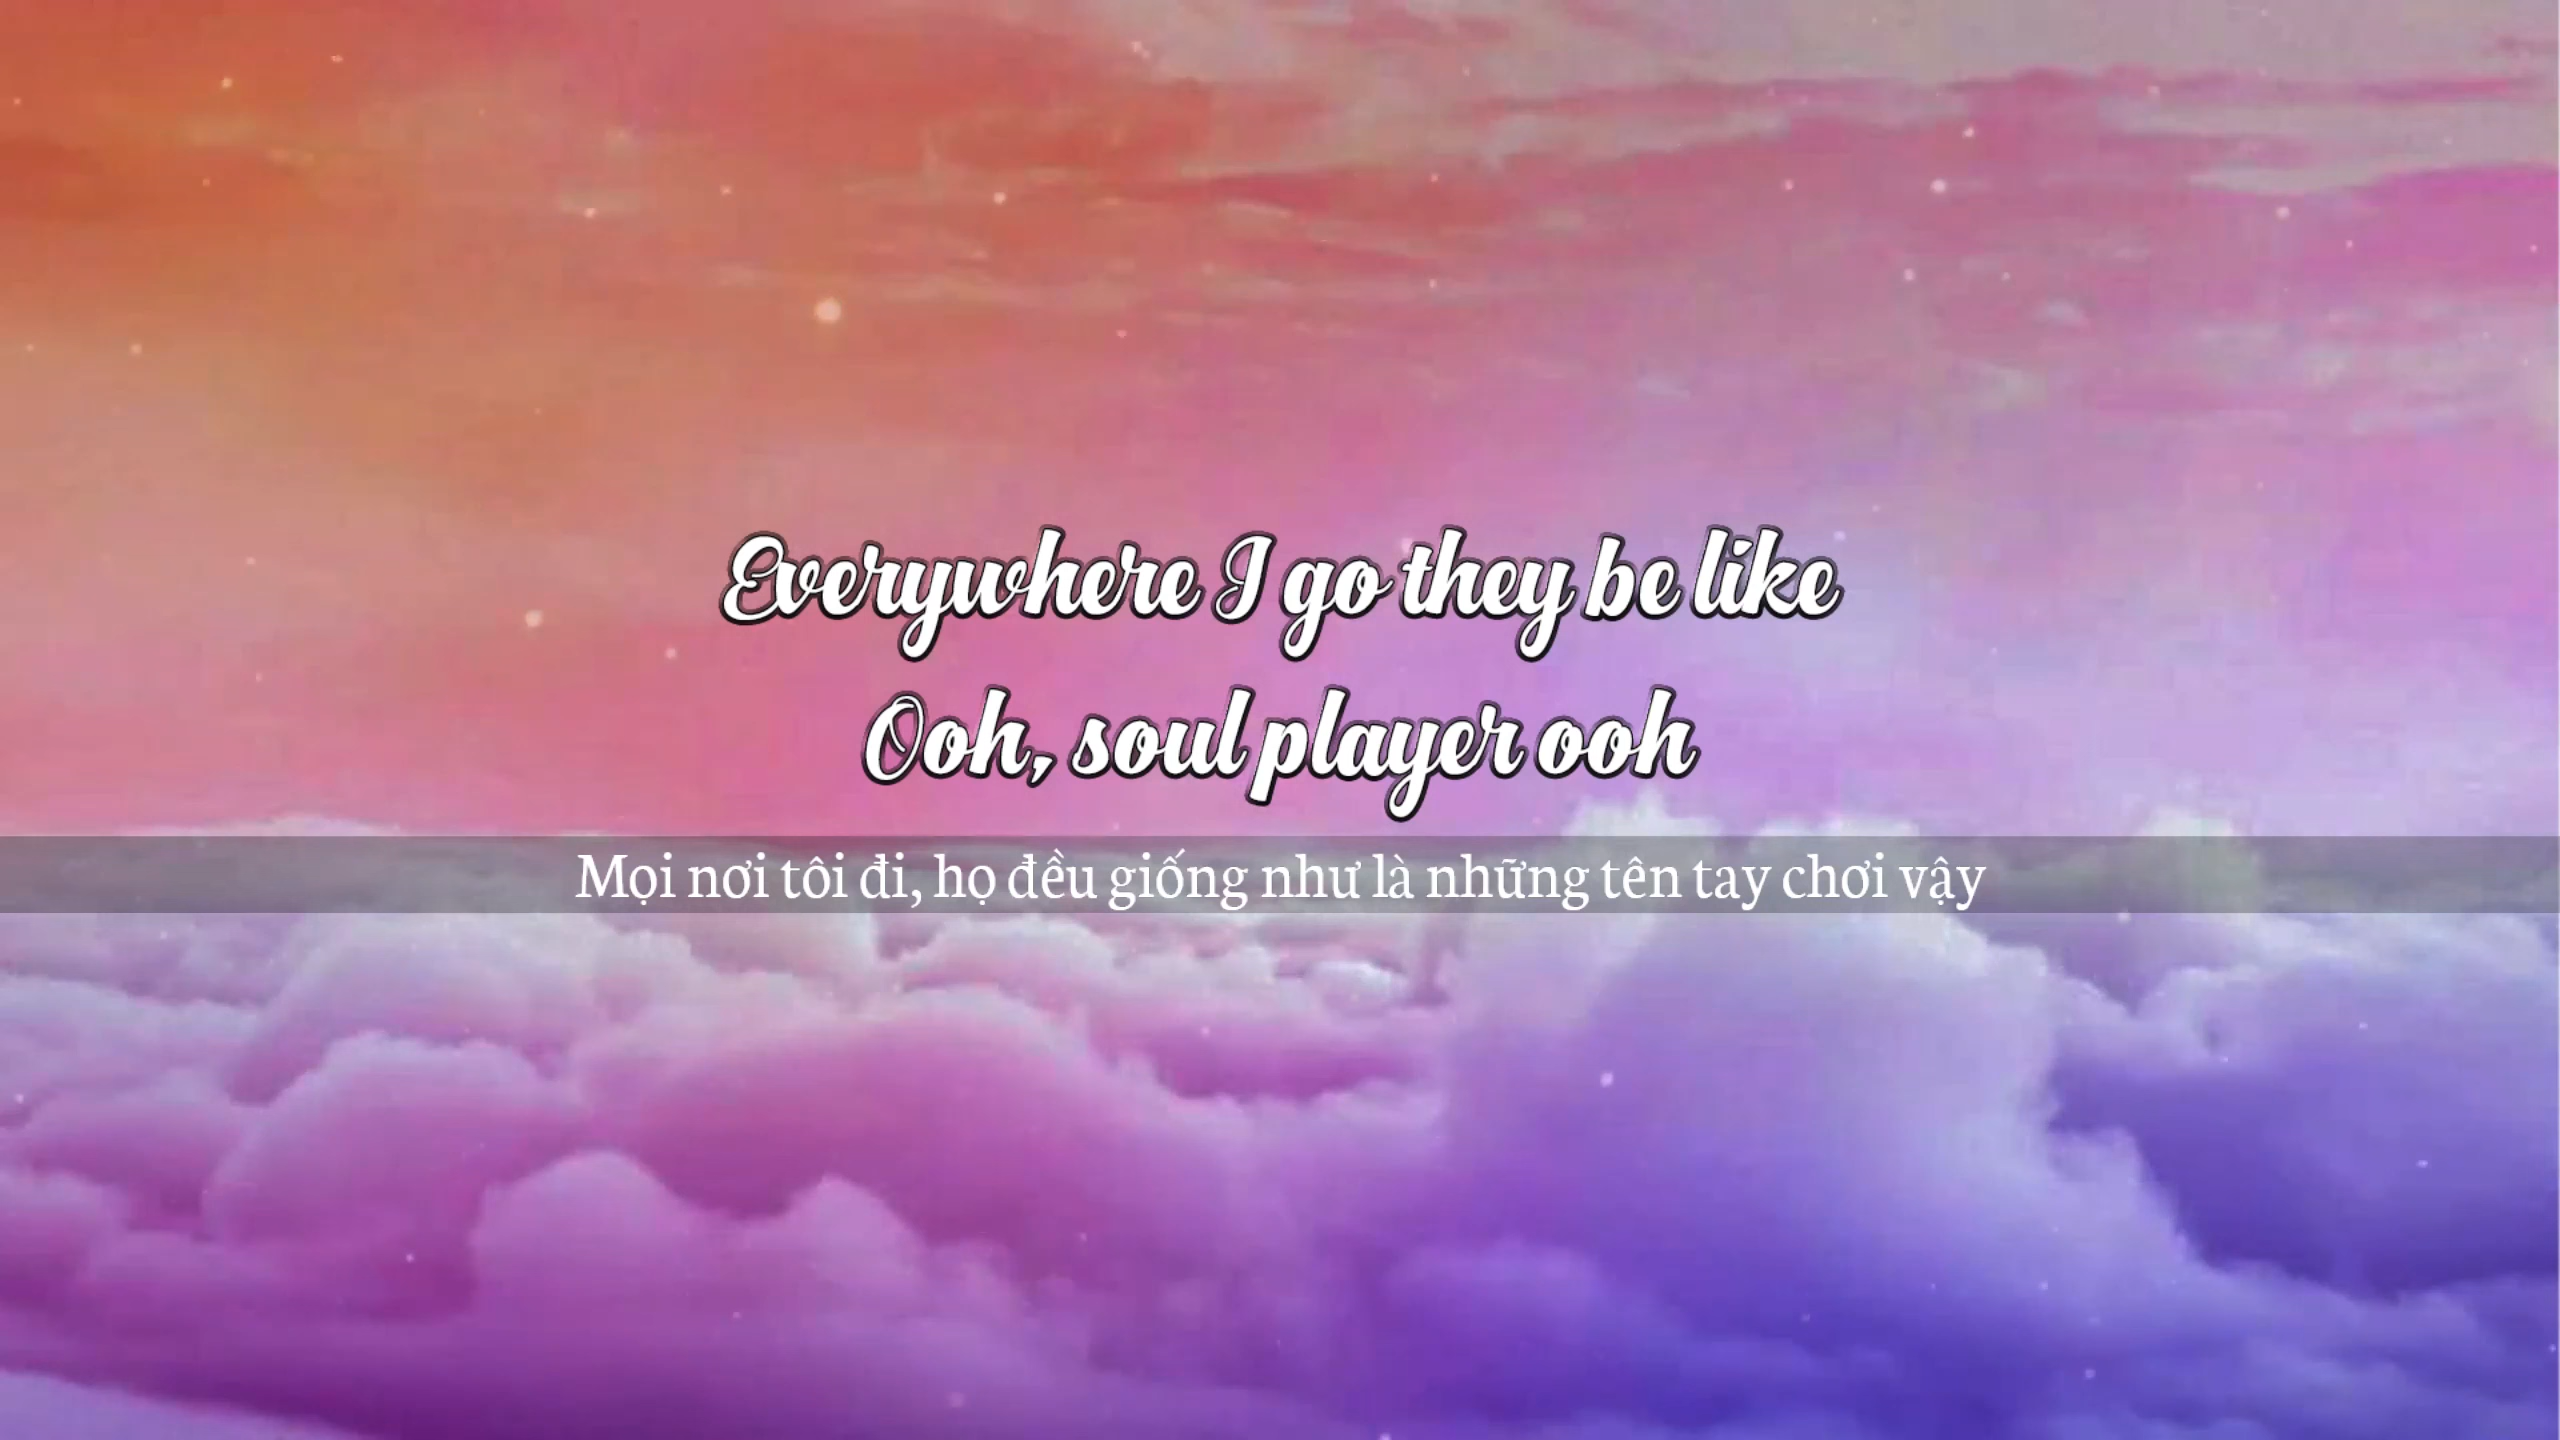 Everywhere I go they be like
Ooh, soul player ooh
Mọi nơi tôi đi, họ đều giống như là những tên tay chơi vậy